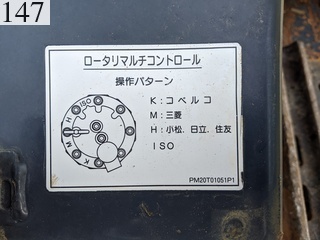 147
ロータリマルチコントロール
操作パターン
K:コベルコ
M:三菱
H:小松、日立、住友
ISO
ISO
H
M
K
PM20T01051P1